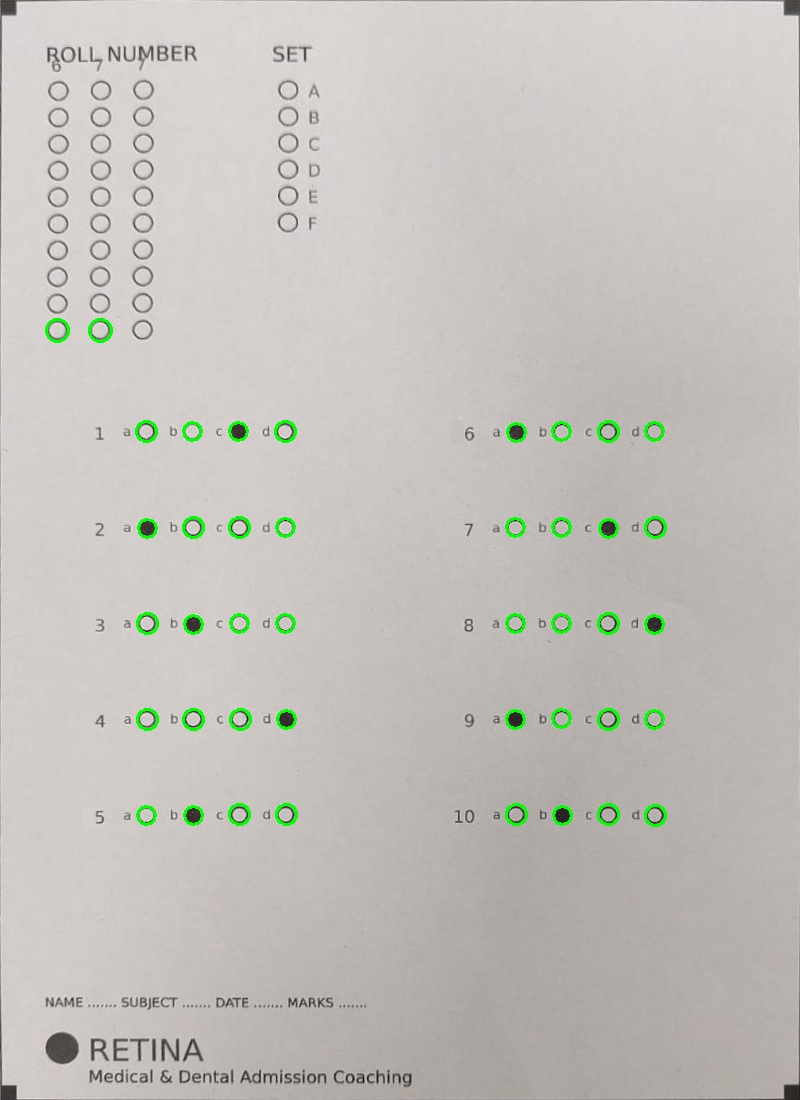 ROLL NUMBER SET
6 7 7
A
B
C
D
E
F
1 a b c d 6 a b c d
2 a b c d 7 a b c d
3 a b c d 8 a b c d
4 a b c d 9 a b c d
5 a b c d 10 a b c d
NAME ....... SUBJECT ....... DATE ....... MARKS .......
RETINA
Medical & Dental Admission Coaching